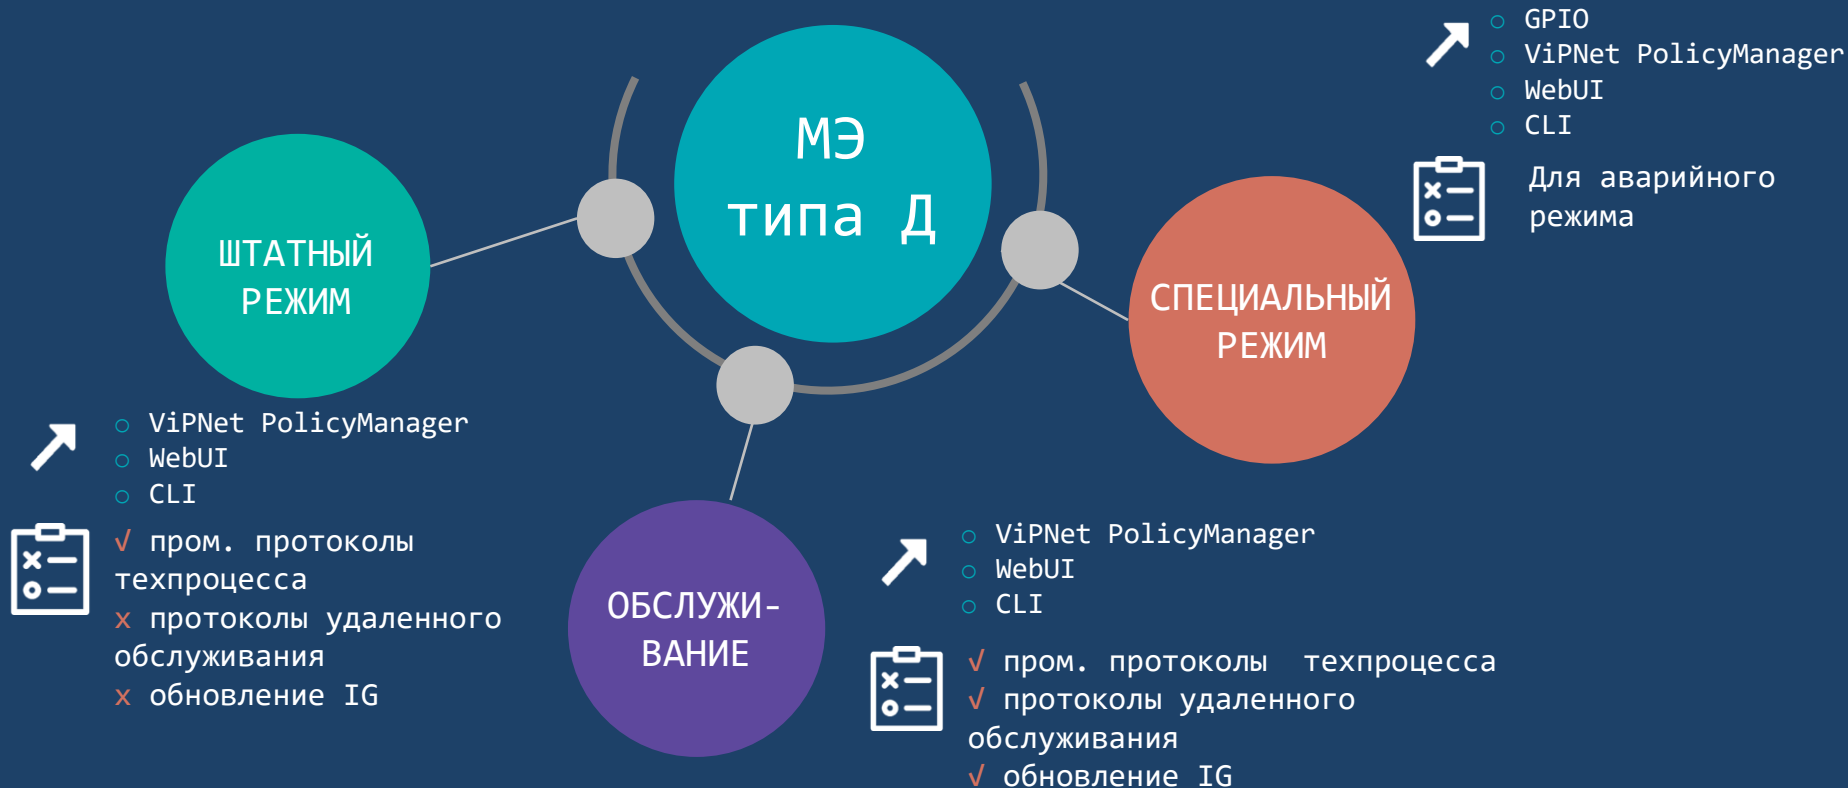 МЭ
типа Д
ШТАТНЫЙ
РЕЖИМ
○ ViPNet PolicyManager
○ WebUI
○ CLI
√ пром. протоколы
техпроцесса
x протоколы удаленного
обслуживания
x обновление IG
ОБСЛУЖИ-
ВАНИЕ
○ ViPNet PolicyManager
○ WebUI
○ CLI
√ пром. протоколы  техпроцесса
√ протоколы удаленного
обслуживания
√ обновление IG
СПЕЦИАЛЬНЫЙ
РЕЖИМ
○ GPIO
○ ViPNet PolicyManager
○ WebUI
○ CLI
Для аварийного
режима